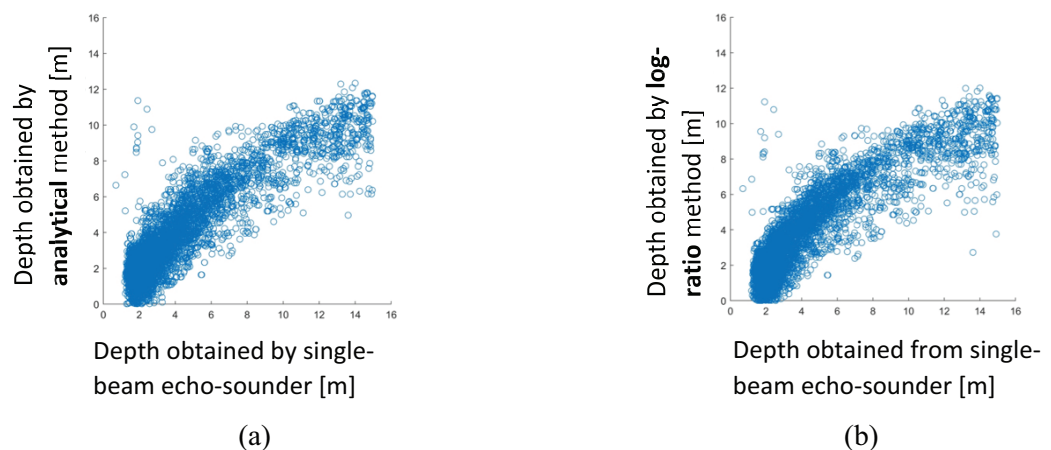 Depth obtained by
analytical method [m]
16
14
12
10
8
6
4
2
0
0 2 4 6 8 10 12 14 16
Depth obtained by single-
beam echo-sounder [m]
(a)
Depth obtained by log-
ratio method [m]
16
14
12
10
8
6
4
2
0
0 2 4 6 8 10 12 14 16
Depth obtained from single-
beam echo-sounder [m]
(b)